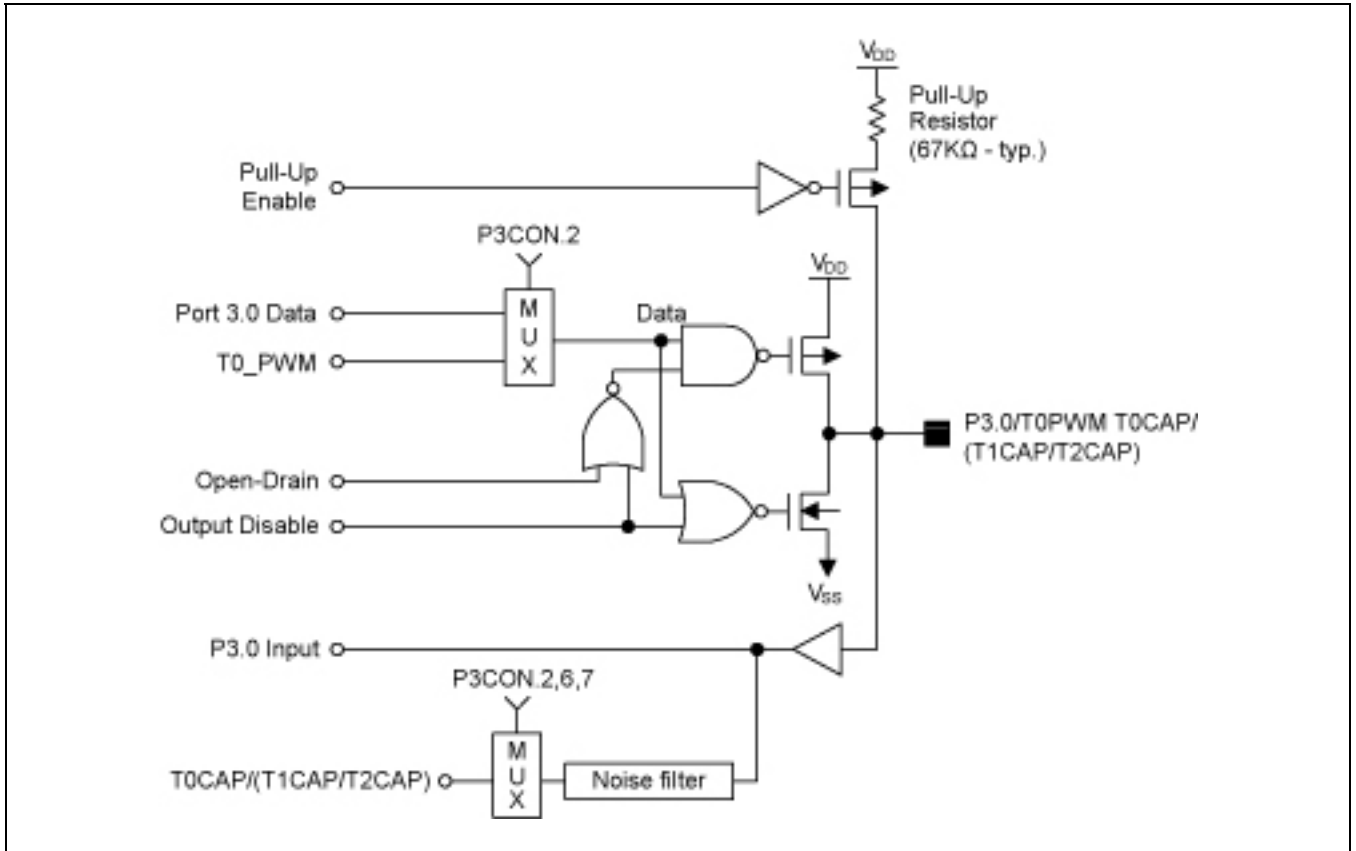 VDD
Pull-Up
Resistor
(67KΩ - typ.)
Pull-Up
Enable
P3CON.2
VDD
Port 3.0 Data
M
U
X
Data
T0_PWM
P3.0/T0PWM T0CAP/
(T1CAP/T2CAP)
Open-Drain
Output Disable
VSS
P3.0 Input
P3CON.2,6,7
T0CAP/(T1CAP/T2CAP)
M
U
X
Noise filter